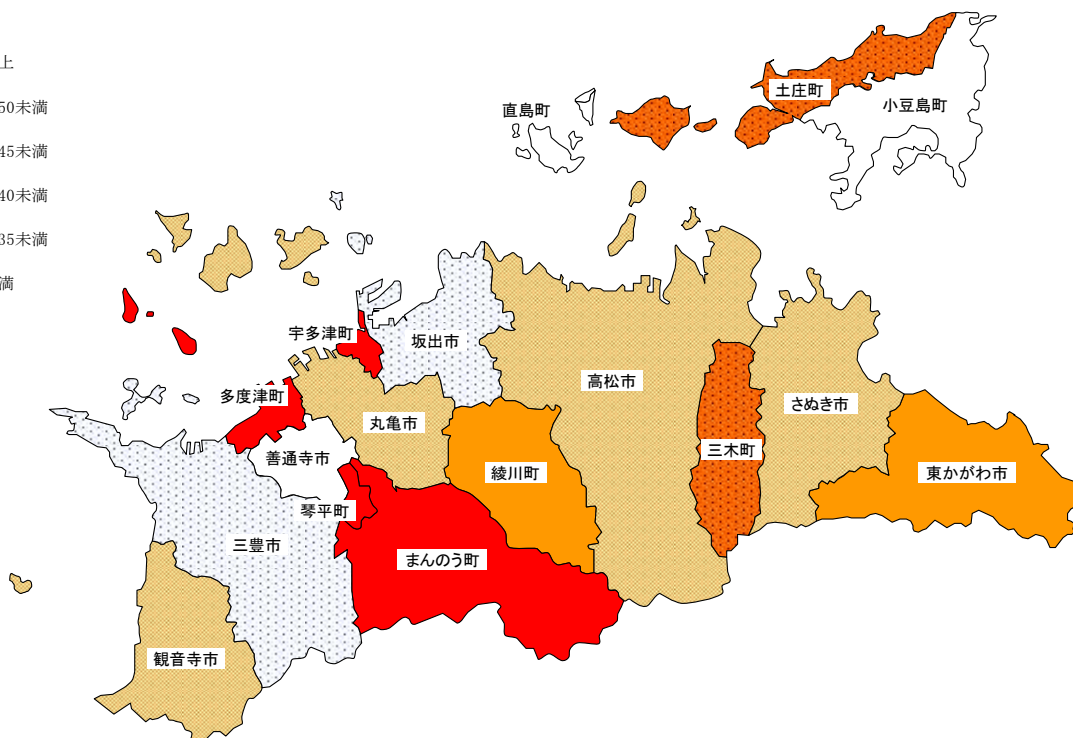 上
50未満
45未満
40未満
35未満
満
土庄町
直島町
小豆島町
宇多津町
坂出市
高松市
多度津町
さぬき市
丸亀市
三木町
善通寺市
綾川町
東かがわ市
琴平町
三豊市
まんのう町
観音寺市